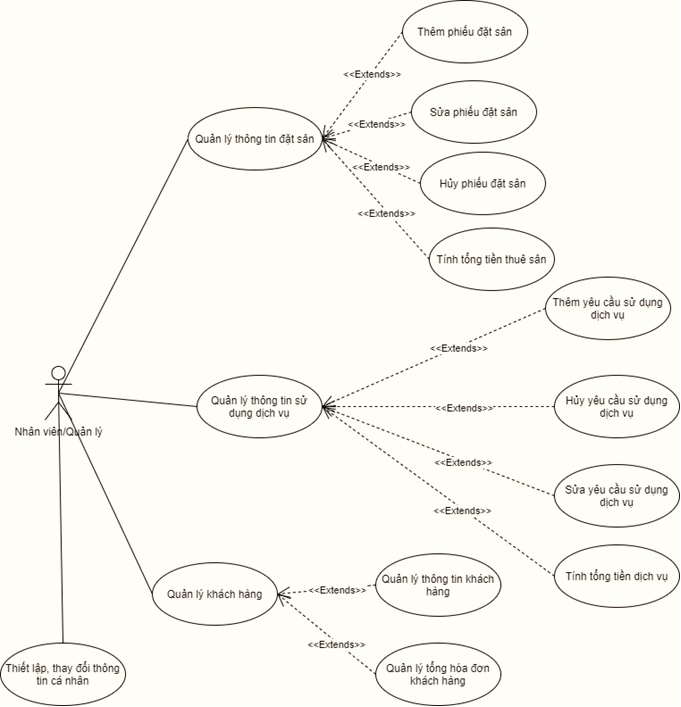 Thêm phiếu đặt sân
<<Extends>>
Sửa phiếu đặt sân
<<Extends>>
Quản lý thông tin đặt sân
<<Extends>>
Hủy phiếu đặt sân
<<Extends>>
Tính tổng tiền thuê sân
Thêm yêu cầu sử dụng
dịch vụ
<<Extends>>
Quản lý thông tin sử
dụng dịch vụ
Hủy yêu cầu sử dụng
dịch vụ
<<Extends>>
Nhân viên/Quản lý
<<Extends>>
Sửa yêu cầu sử dụng
dịch vụ
<<Extends>>
Tính tổng tiền dịch vụ
Quản lý khách hàng
<<Extends>>
Quản lý thông tin khách
hàng
<<Extends>>
Quản lý tổng hóa đơn
khách hàng
Thiết lập, thay đổi thông
tin cá nhân